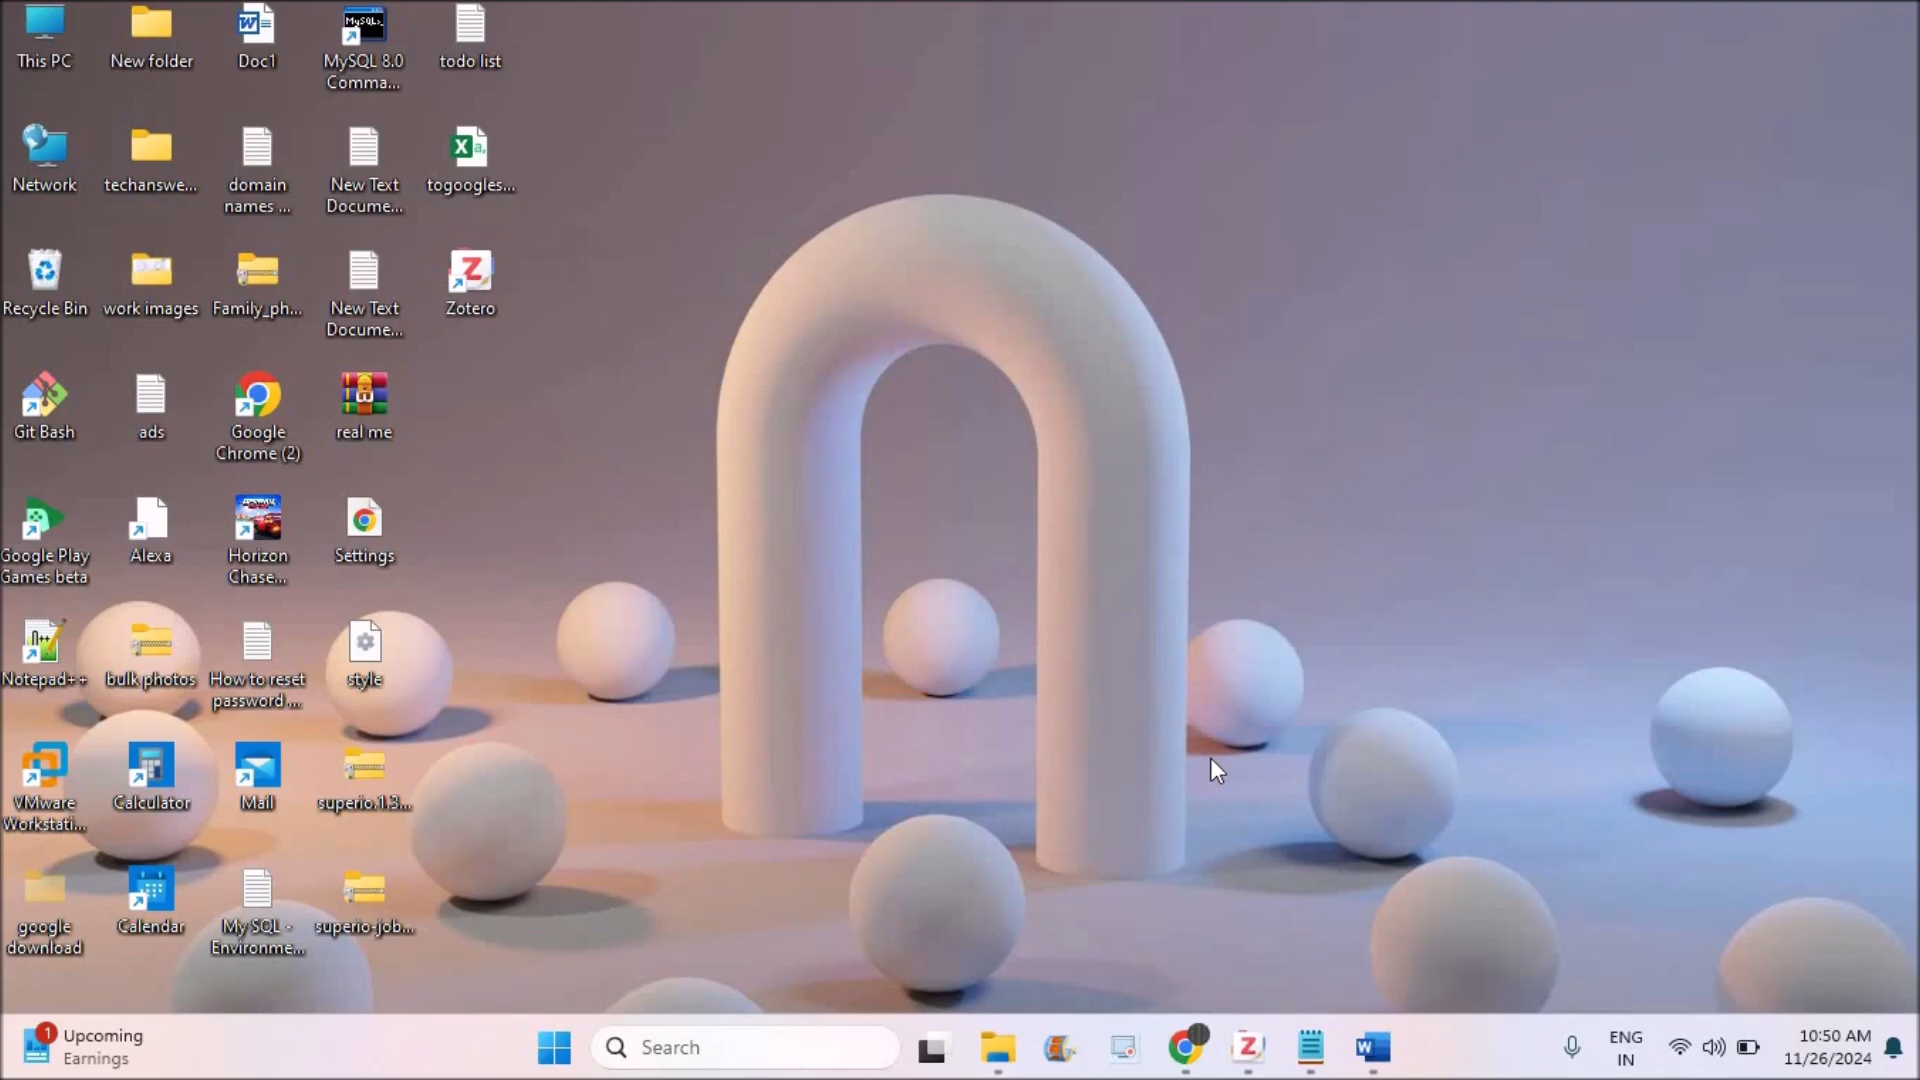 This PC
New folder
Doc1
MySQL 8.0
Comma...
todo list
Network
techanswe...
domain
names ...
New Text
Docume...
togoogles...
Recycle Bin
work images
Family_ph...
New Text
Docume...
Zotero
Git Bash
ads
Google
Chrome (2)
real me
Google Play
Games beta
Alexa
Horizon
Chase...
Settings
Notepad++
bulk photos
How to reset
password ...
style
VMware
Workstati...
Calculator
Mail
superio.1.3...
google
download
Calendar
My SQL -
Environme...
superio-job...
1
Upcoming
Earnings
Search
ENG
IN
10:50 AM
11/26/2024